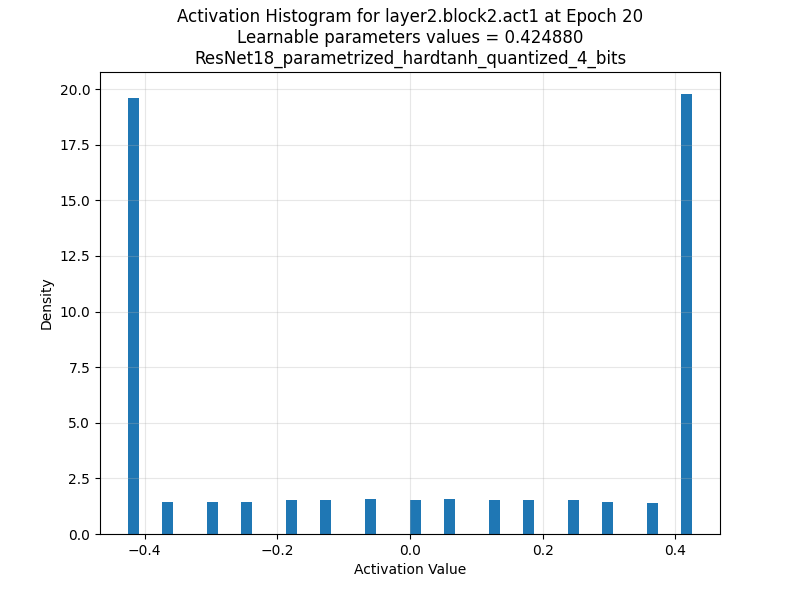 Activation Histogram for layer2.block2.act1 at Epoch 20
Learnable parameters values = 0.424880
ResNet18_parametrized_hardtanh_quantized_4_bits
20.0
17.5
15.0
12.5
10.0
7.5
5.0
2.5
0.0
Density
−0.4 −0.2 0.0 0.2 0.4
Activation Value